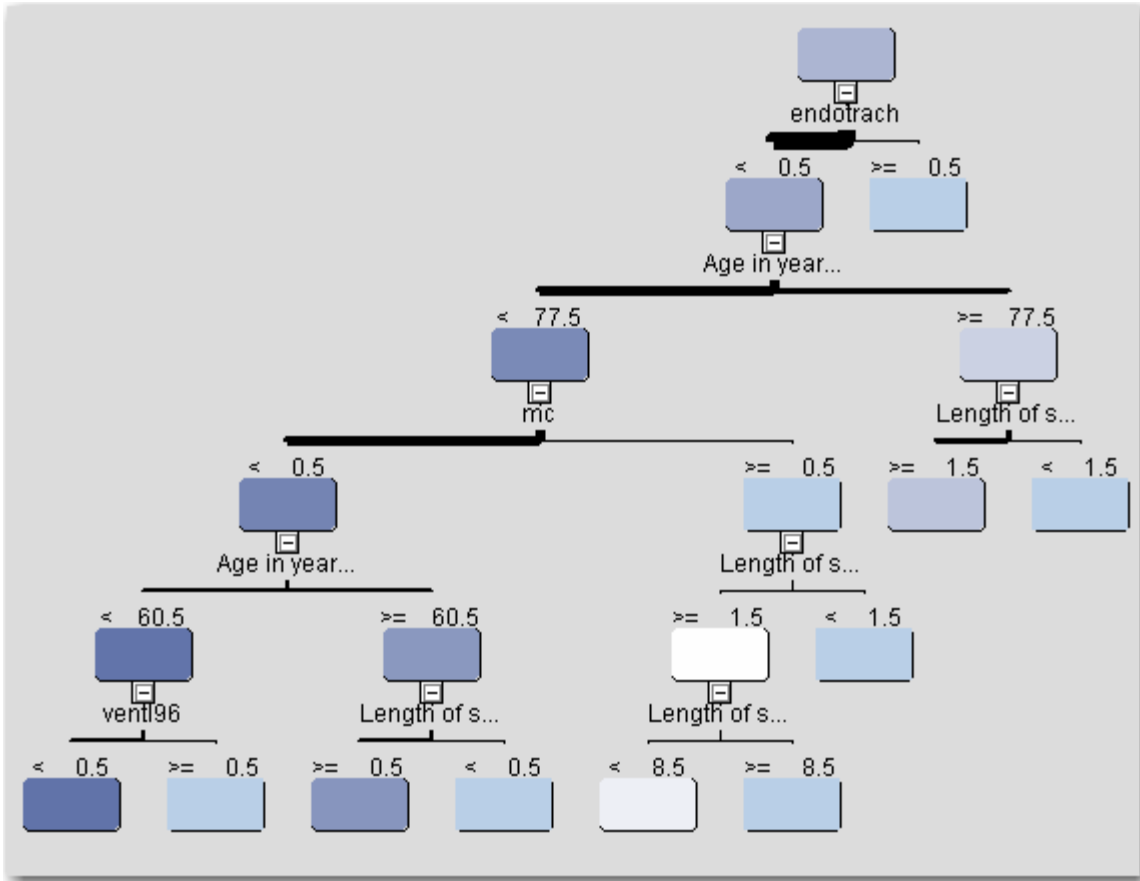 endotrach
< 0.5 >= 0.5
Age in year...
< 77.5 >= 77.5
mc Length of s...
< 0.5 >= 0.5 >= 1.5 < 1.5
Age in year... Length of s...
< 60.5 >= 60.5 >= 1.5 < 1.5
ventl96 Length of s... Length of s...
< 0.5 >= 0.5 >= 0.5 < 0.5 < 8.5 >= 8.5